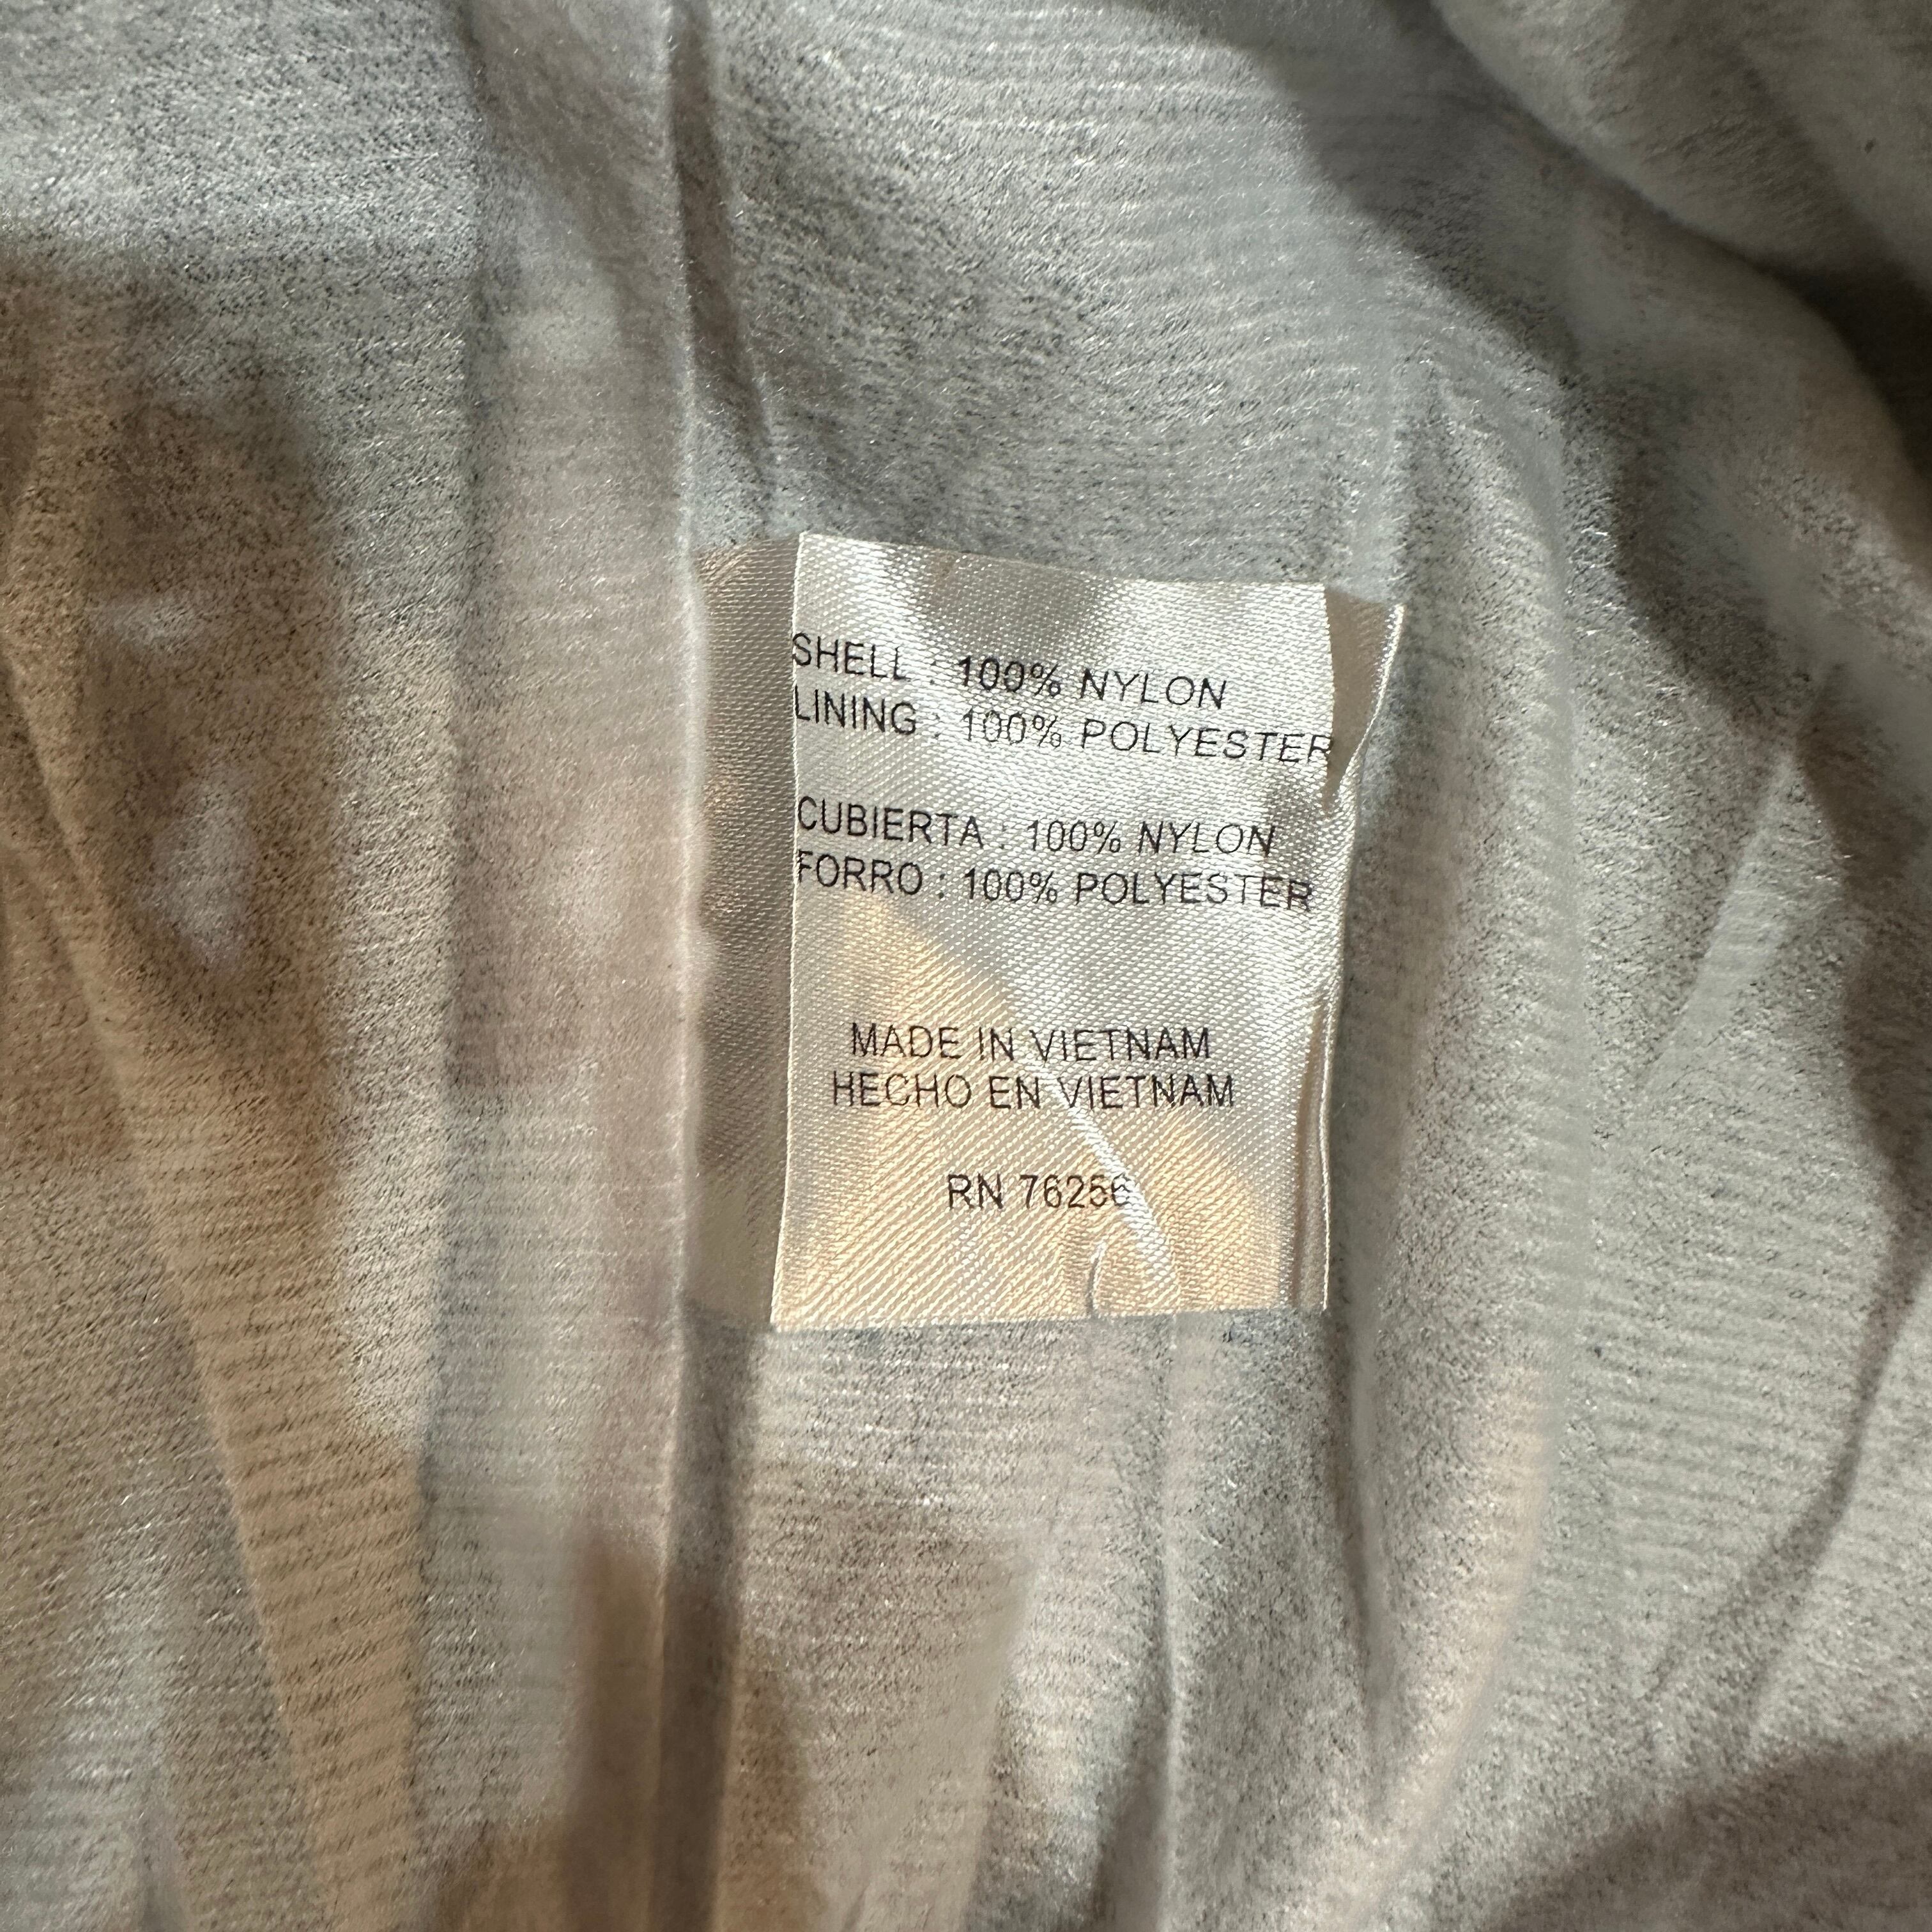 SHELL : 100% NYLON
LINING : 100% POLYESTER
CUBIERTA : 100% NYLON
FORRO : 100% POLYESTER
MADE IN VIETNAM
HECHO EN VIETNAM
RN 76256